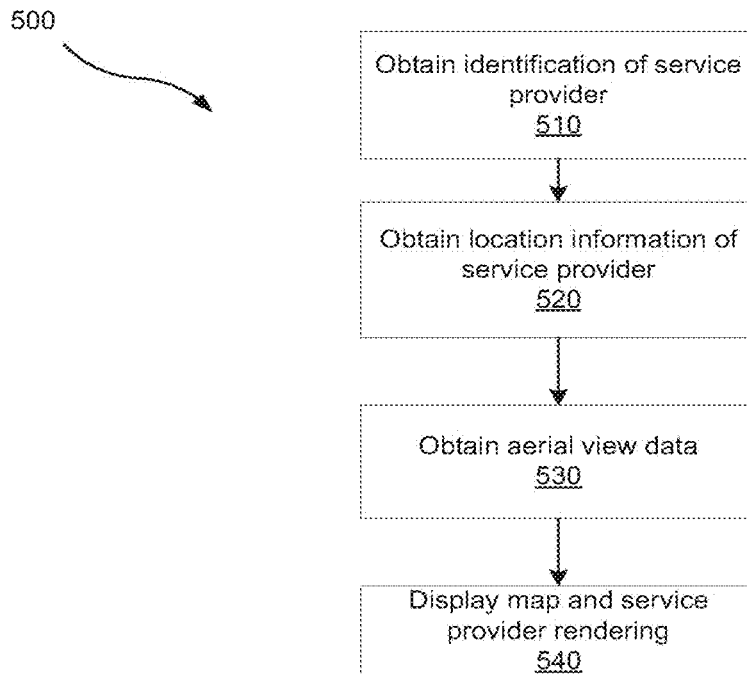 500
Obtain identification of service
provider
510
Obtain location information of
service provider
520
Obtain aerial view data
530
Display map and service
provider rendering
540